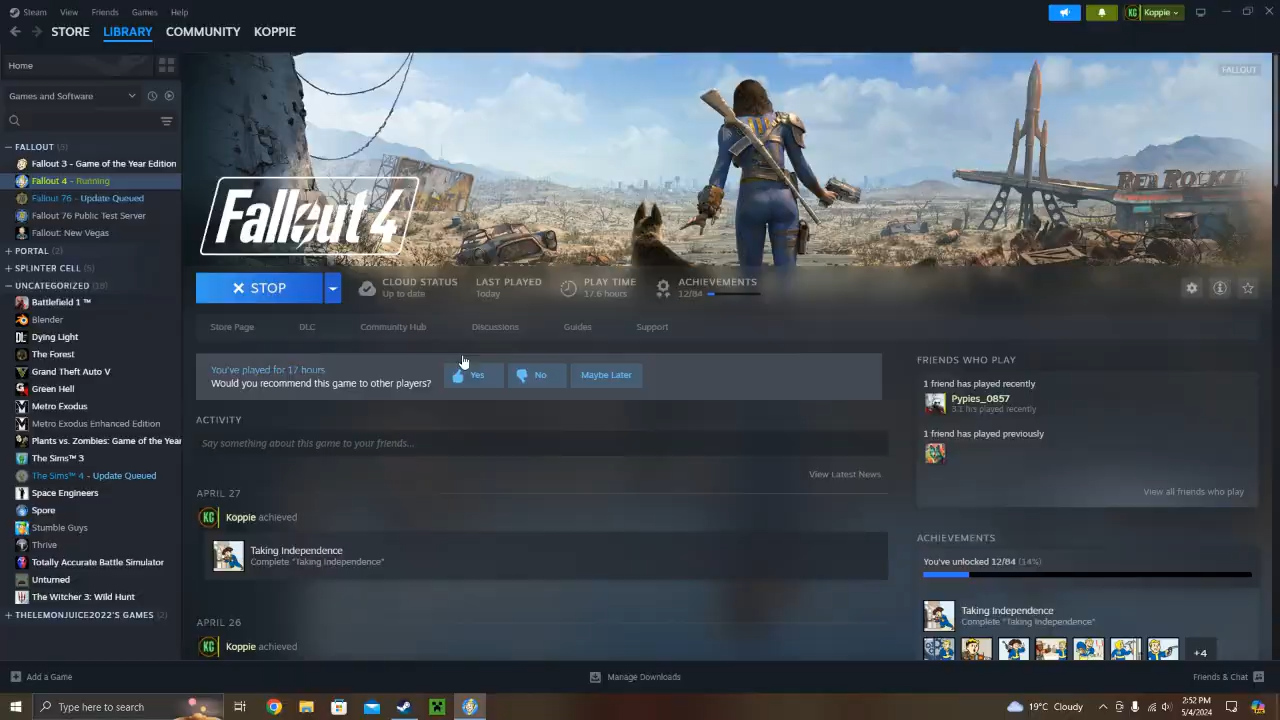 Steam View Friends Games Help
Koppie
STORE LIBRARY COMMUNITY KOPPIE
Home
Games and Software
FALLOUT (3)
Fallout 3 - Game of the Year Edition
Fallout 4 - Running
Fallout 76 - Update Queued
Fallout 76 Public Test Server
Fallout: New Vegas
PORTAL (2)
SPLINTER CELL (5)
UNCATEGORIZED (18)
Battlefield 1 ™
Blender
Dying Light
The Forest
Grand Theft Auto V
Green Hell
Metro Exodus
Metro Exodus Enhanced Edition
Plants vs. Zombies: Game of the Year
The Sims™ 3
The Sims™ 4 - Update Queued
Space Engineers
Spore
Stumble Guys
Thrive
Totally Accurate Battle Simulator
Unturned
The Witcher 3: Wild Hunt
THELEMONJUICE2022'S GAMES (2)
FALLOUT
RED ROCKET
Fallout 4
STOP
CLOUD STATUS
Up to date
LAST PLAYED
Today
PLAY TIME
17.6 hours
ACHIEVEMENTS
12/84
Store Page DLC Community Hub Discussions Guides Support
You've played for 17 hours
Would you recommend this game to other players?
Yes No Maybe Later
ACTIVITY
Say something about this game to your friends...
View Latest News
APRIL 27
KG Koppie achieved
Taking Independence
Complete "Taking Independence"
APRIL 26
KG Koppie achieved
FRIENDS WHO PLAY
1 friend has played recently
Pypies_0857
3.1 hrs played recently
1 friend has played previously
View all friends who play
ACHIEVEMENTS
You've unlocked 12/84 (14%)
Taking Independence
Complete "Taking Independence"
+4
Add a Game
Manage Downloads
Friends & Chat
Type here to search
19°C Cloudy
2:52 PM
5/4/2024